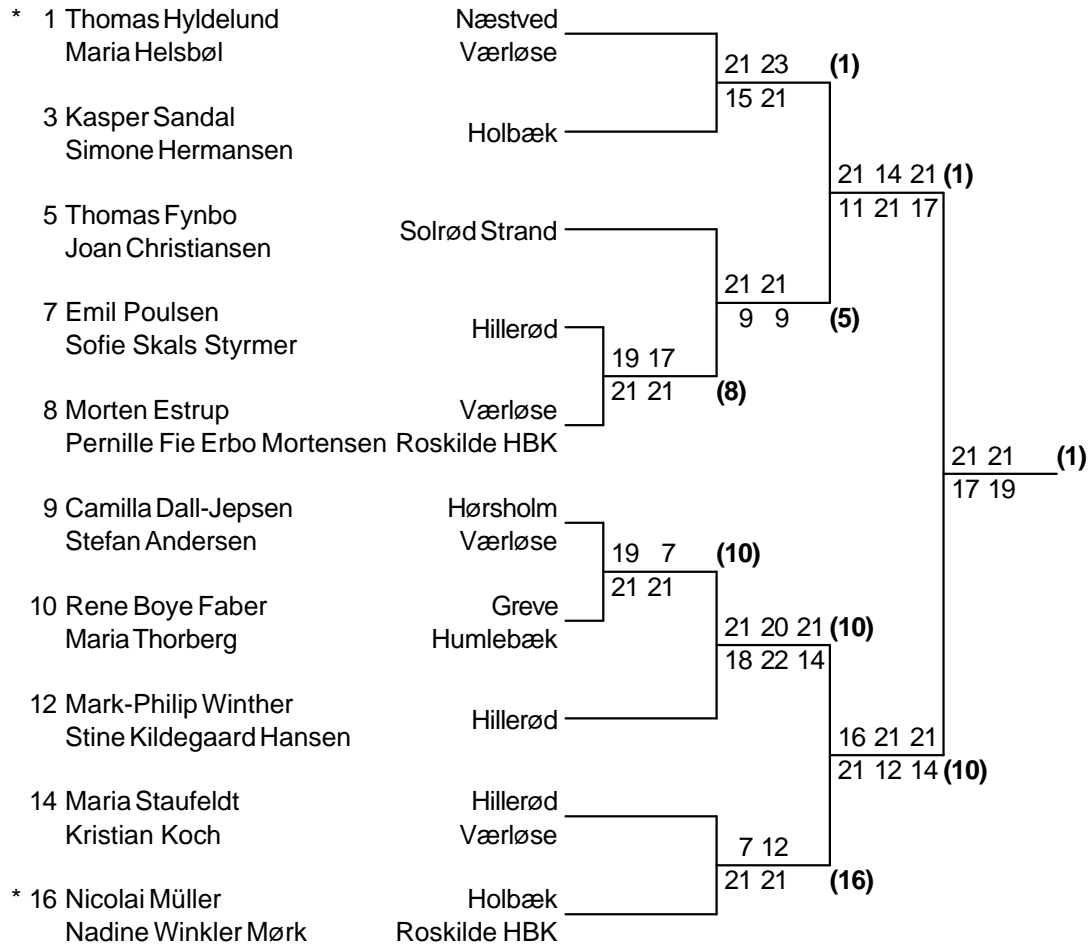 * 1 Thomas Hyldelund Næstved
Maria Helsbøl Værløse
21 23 (1)
15 21
3 Kasper Sandal
Holbæk
Simone Hermansen
21 14 21 (1)
11 21 17
5 Thomas Fynbo
Solrød Strand
Joan Christiansen
21 21
9 9 (5)
7 Emil Poulsen
Hillerød
Sofie Skals Styrmer
19 17
21 21 (8)
8 Morten Estrup Værløse
Pernille Fie Erbo Mortensen Roskilde HBK
21 21 (1)
17 19
9 Camilla Dall-Jepsen Hørsholm
Stefan Andersen Værløse
19 7 (10)
21 21
10 Rene Boye Faber Greve
Maria Thorberg Humlebæk
21 20 21 (10)
18 22 14
12 Mark-Philip Winther
Hillerød
Stine Kildegaard Hansen
16 21 21
21 12 14 (10)
14 Maria Staufeldt Hillerød
Kristian Koch Værløse
7 12
21 21 (16)
* 16 Nicolai Müller Holbæk
Nadine Winkler Mørk Roskilde HBK